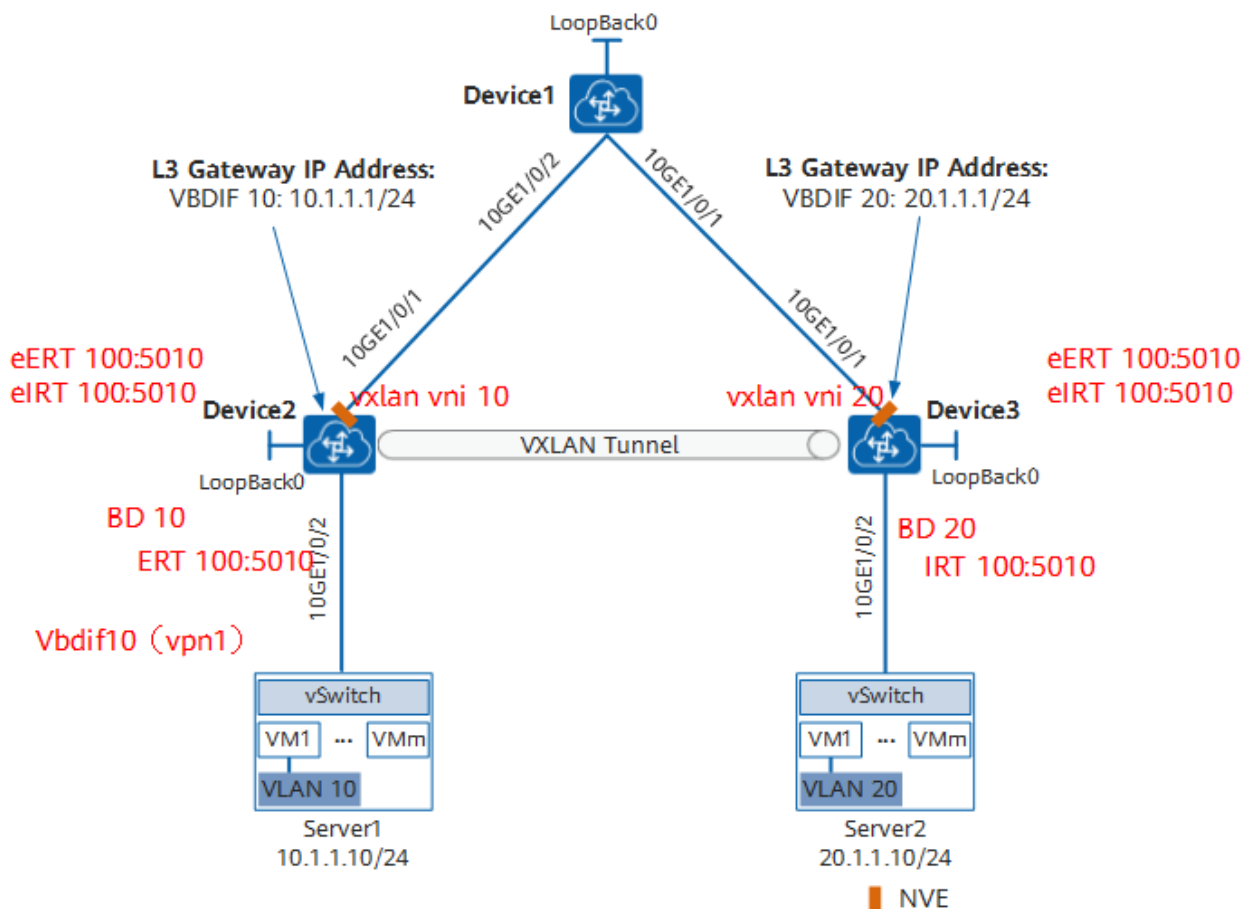 LoopBack0
Device1
L3 Gateway IP Address:
VBDIF 10: 10.1.1.1/24
L3 Gateway IP Address:
VBDIF 20: 20.1.1.1/24
10GE1/0/2
10GE1/0/1
10GE1/0/1
10GE1/0/1
eERT 100:5010
eIRT 100:5010
eERT 100:5010
eIRT 100:5010
Device2
vxlan vni 10
vxlan vni 20
Device3
VXLAN Tunnel
LoopBack0
LoopBack0
BD 10
ERT 100:5010
10GE1/0/2
10GE1/0/2
BD 20
IRT 100:5010
Vbdif10（vpn1）
vSwitch
VM1 ... VMm
VLAN 10
Server1
10.1.1.10/24
vSwitch
VM1 ... VMm
VLAN 20
Server2
20.1.1.10/24
NVE